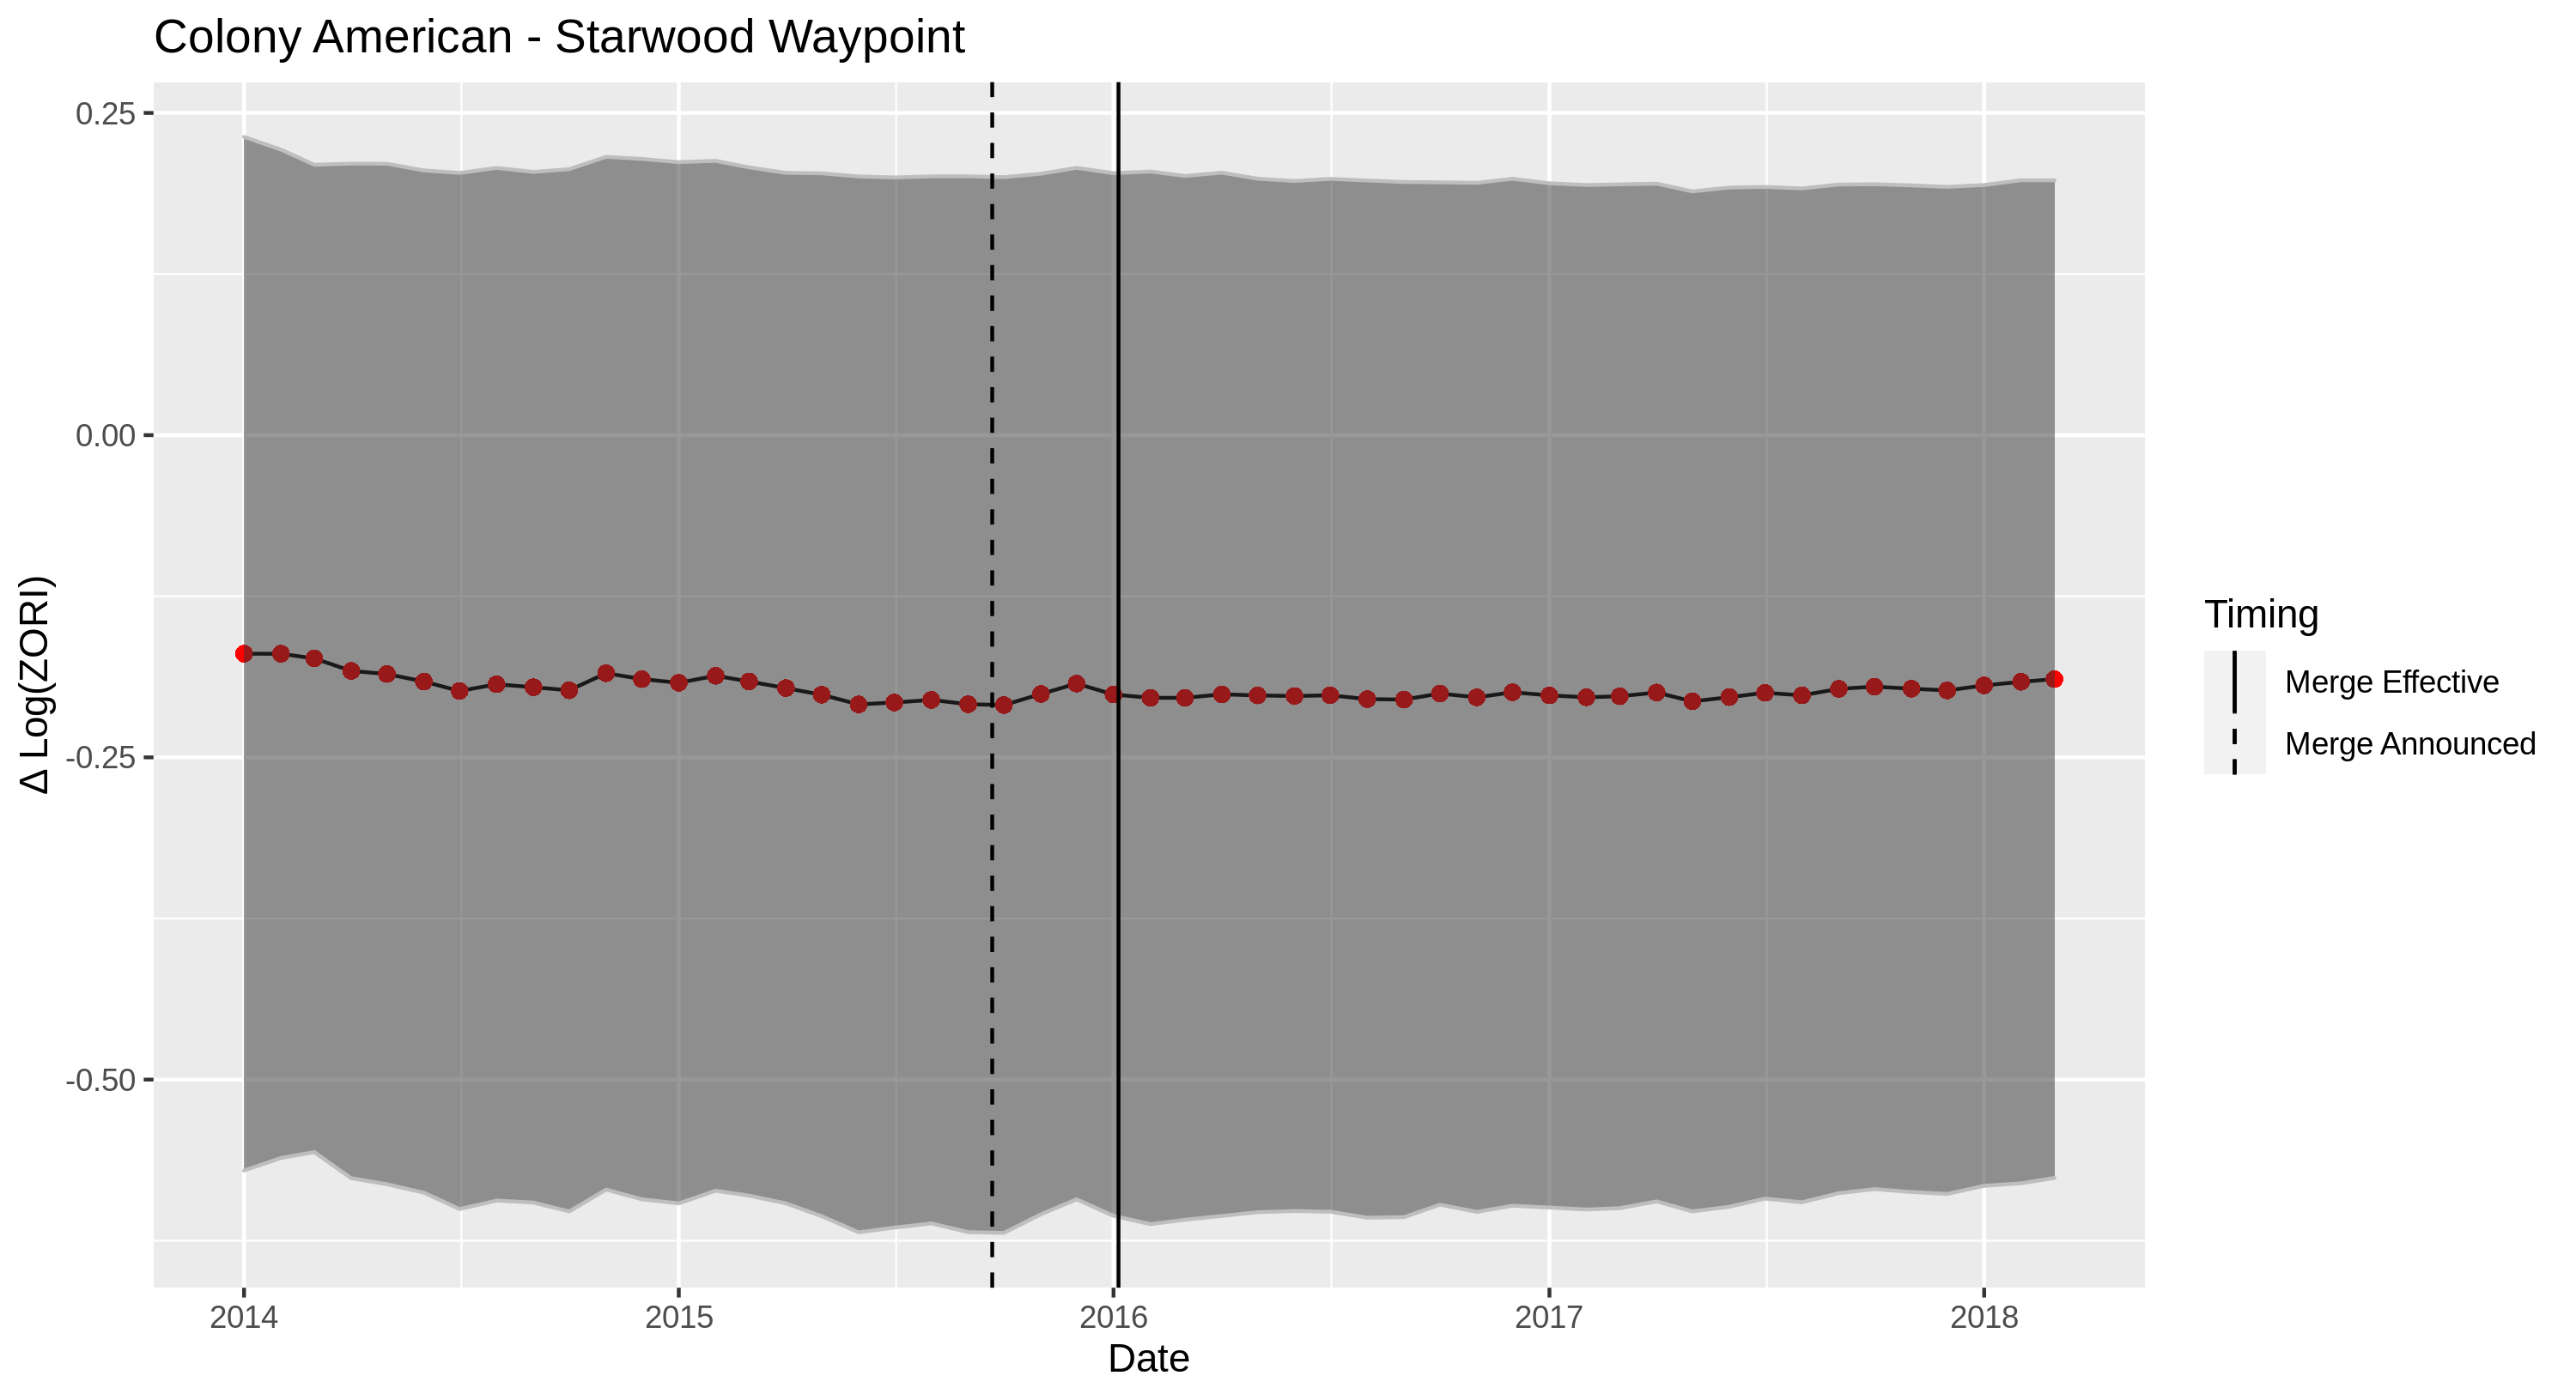 Colony American - Starwood Waypoint
0.25
0.00
-0.25
-0.50
Δ Log(ZORI)
2014
2015
2016
2017
2018
Date
Timing
Merge Effective
Merge Announced